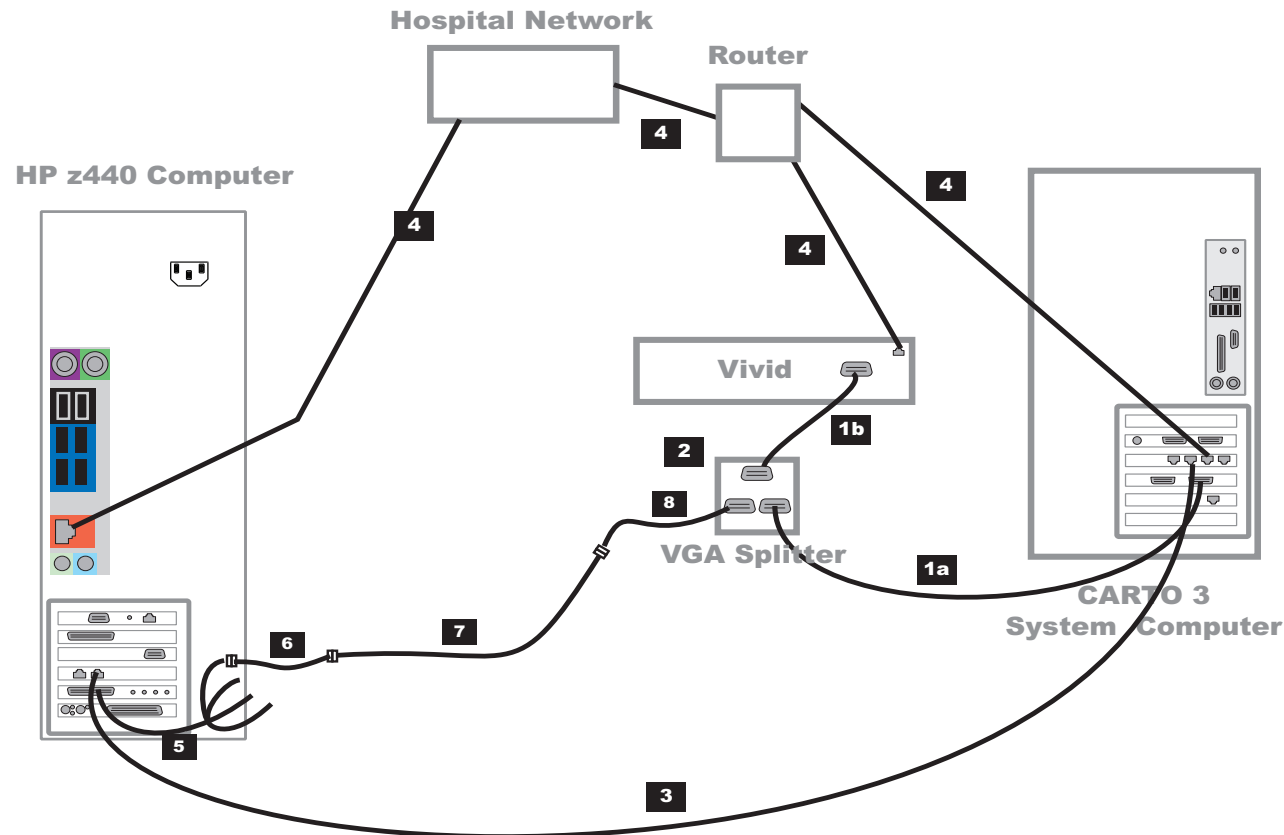 Hospital Network
Router
4
HP z440 Computer
4
4
4
Vivid
1b
2
8
VGA Splitter
1a
CARTO 3
System Computer
7
6
5
3